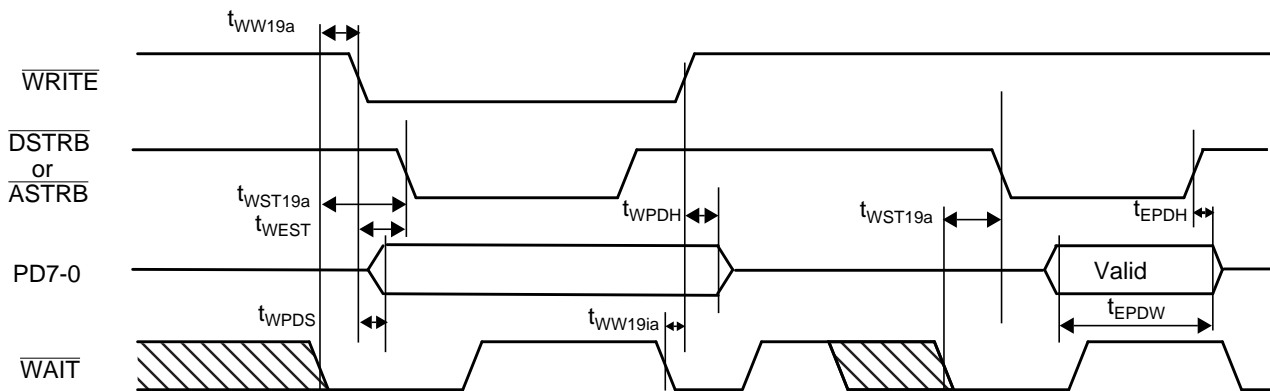 tWW19a
WRITE
DSTRB
or
ASTRB
tWST19a
tWPDH
tWST19a
tEPDH
tWEST
PD7-0
Valid
tWPDS
tWW19ia
tEPDW
WAIT